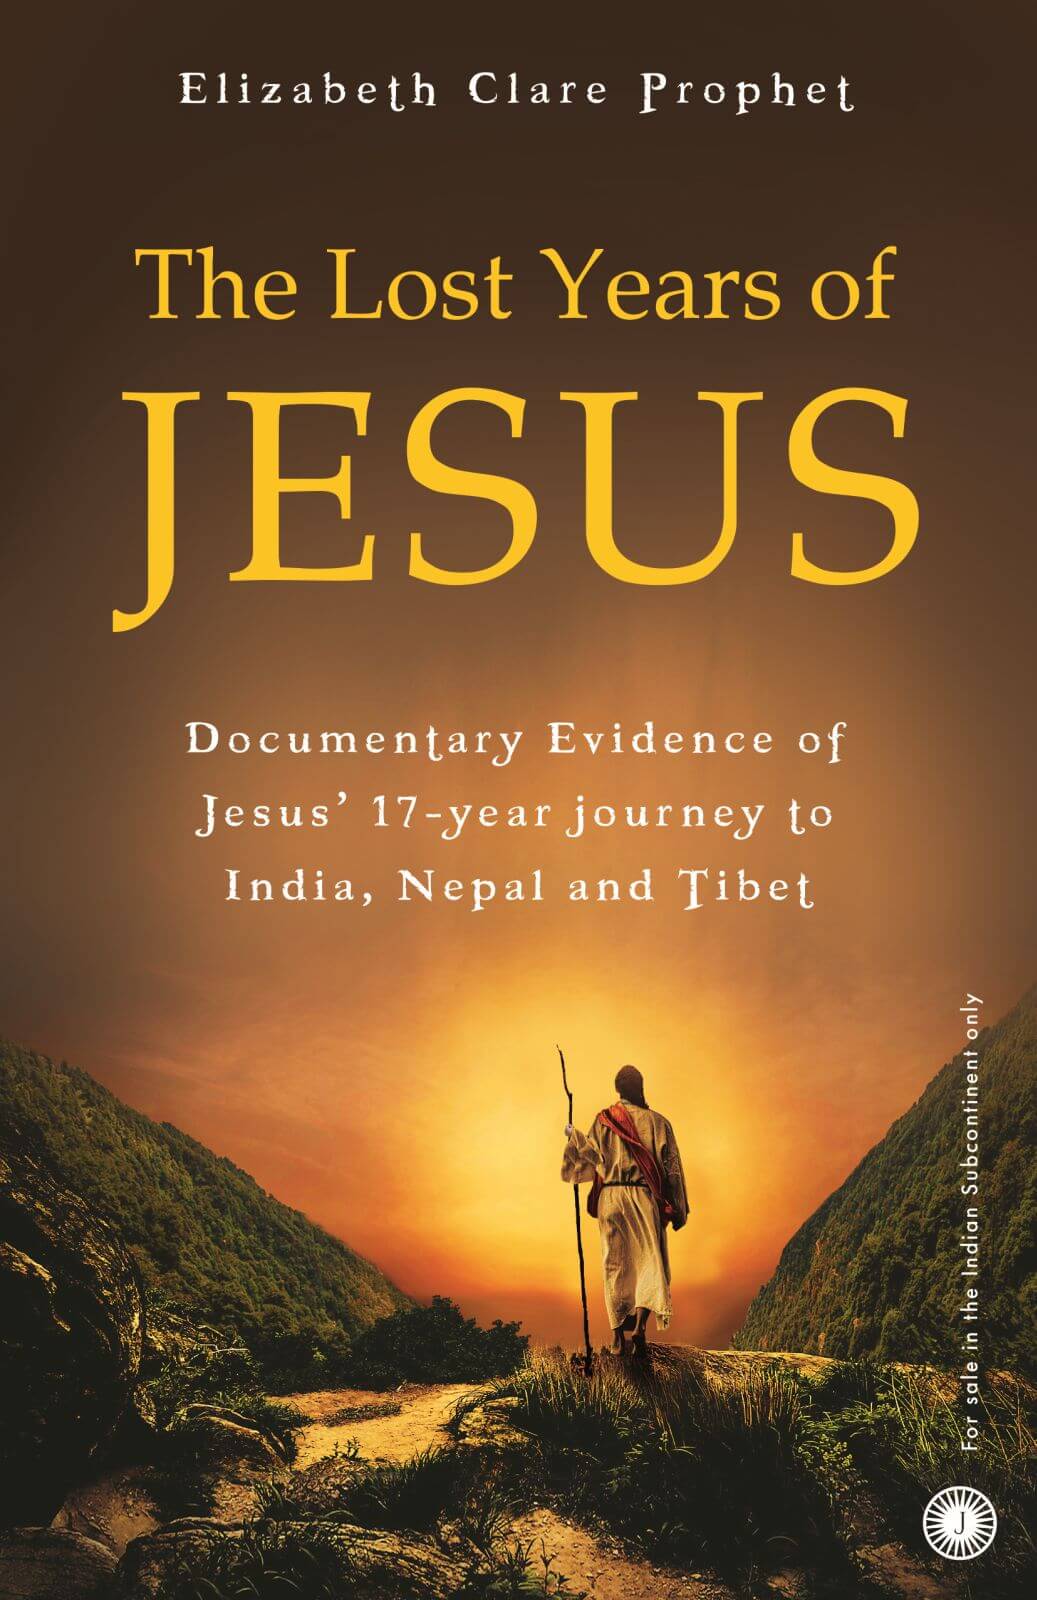 Elizabeth Clare Prophet
The Lost Years of
JESUS
Documentary Evidence of
Jesus’ 17-year journey to
India, Nepal and Tibet
For sale in the Indian Subcontinent only
J